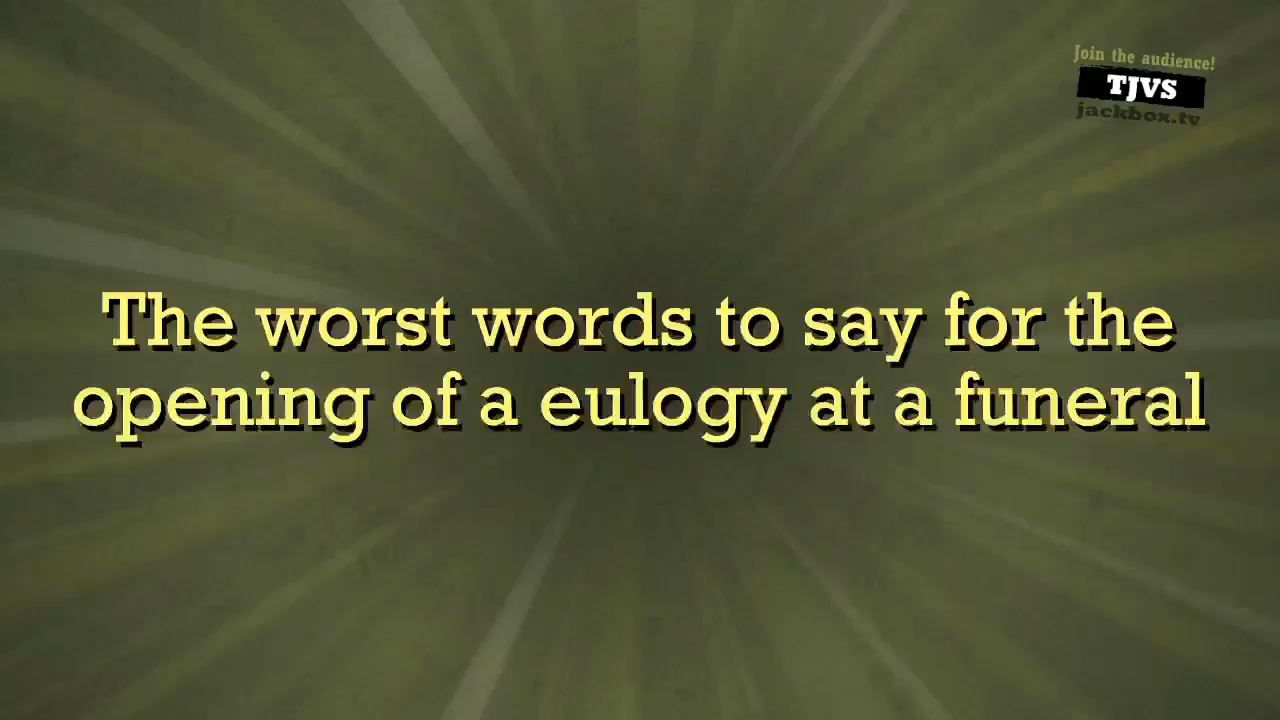 Join the audience!
TJVS
jackbox.tv
The worst words to say for the
opening of a eulogy at a funeral